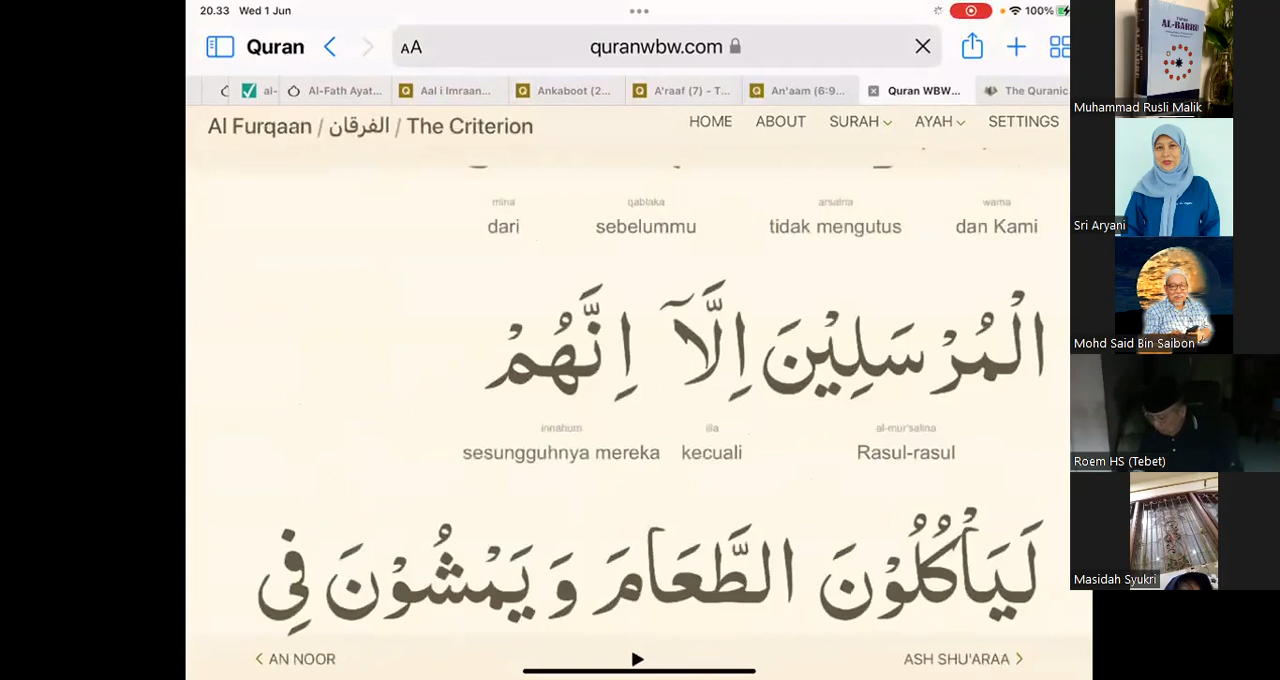 20.33 Wed 1 Jun
100%
Quran
AA
quranwbw.com
al-
Al-Fath Ayat...
Aal i Imraan...
Ankaboot (2...
A'raaf (7) - T...
An'aam (6:9...
Quran WBW...
The Quranic
Al Furqaan / الفرقان / The Criterion
HOME ABOUT SURAH AYAH SETTINGS
wama arsalna qablaka mina
dan Kami tidak mengutus sebelummu dari
الْمُرْسَلِيْنَ اِلَّآ اِنَّهُمْ
al-mur'salina illa innahum
Rasul-rasul kecuali sesungguhnya mereka
لَيَأْكُلُوْنَ الطَّعَامَ وَيَمْشُوْنَ فِى
AN NOOR
ASH SHU'ARAA
AL-BARRU
Muhammad Rusli Malik
Sri Aryani
Mohd Said Bin Saibon
Roem HS (Tebet)
Masidah Syukri